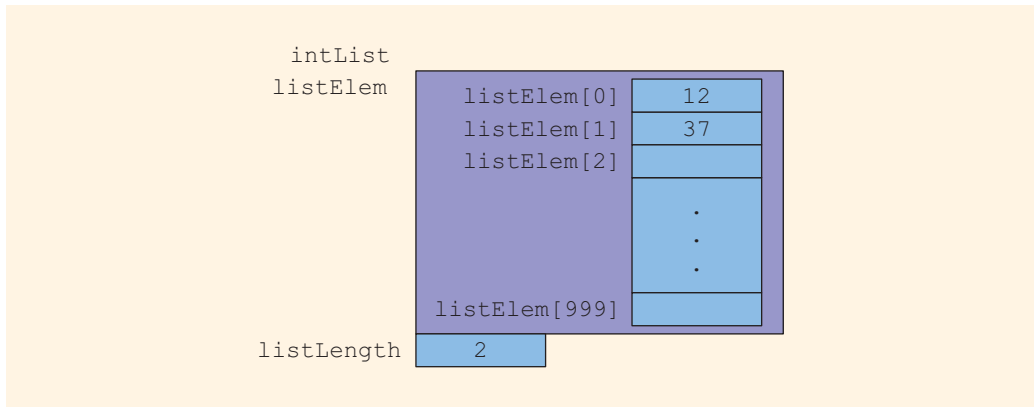 intList
listElem
listElem[0] 12
listElem[1] 37
listElem[2]
.
.
.
listElem[999]
listLength 2